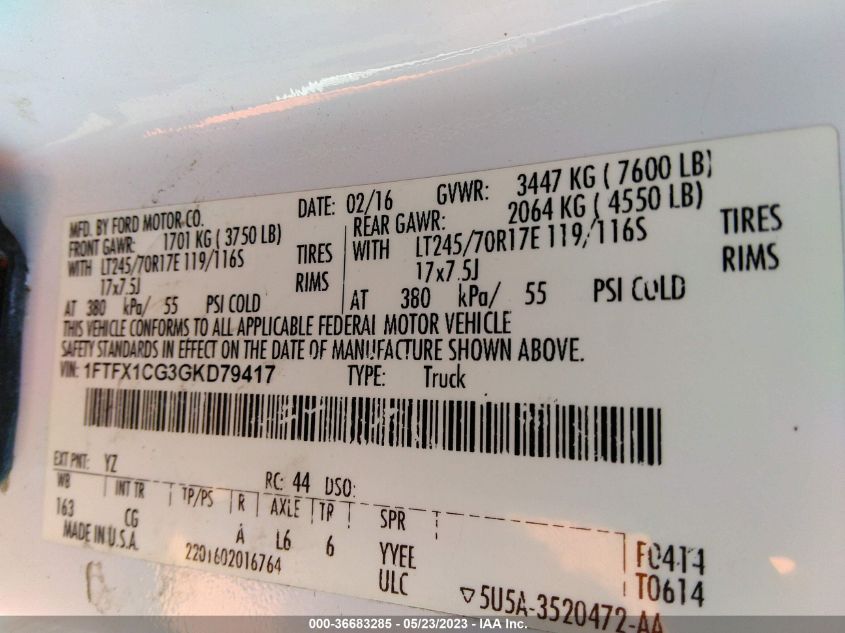 MFD. BY FORD MOTOR CO.
DATE: 02/16 GVWR: 3447 KG ( 7600 LB)
FRONT GAWR: 1701 KG ( 3750 LB) REAR GAWR: 2064 KG ( 4550 LB)
WITH LT245/70R17E 119/116S TIRES WITH LT245/70R17E 119/116S TIRES
17x7.5J RIMS 17x7.5J RIMS
AT 380 kPa/ 55 PSI COLD AT 380 kPa/ 55 PSI COLD
THIS VEHICLE CONFORMS TO ALL APPLICABLE FEDERAL MOTOR VEHICLE
SAFETY STANDARDS IN EFFECT ON THE DATE OF MANUFACTURE SHOWN ABOVE.
VIN: 1FTFX1CG3GKD79417 TYPE: Truck
EXT PNT: YZ RC: 44 DSO:
WB INT TR TP/PS R AXLE TR SPR
163 CG A L6 6 YYEE F0414
MADE IN U.S.A. 2201602016764 ULC T0614
▽5U5A-3520472-AA
000-36683285 - 05/23/2023 - IAA Inc.